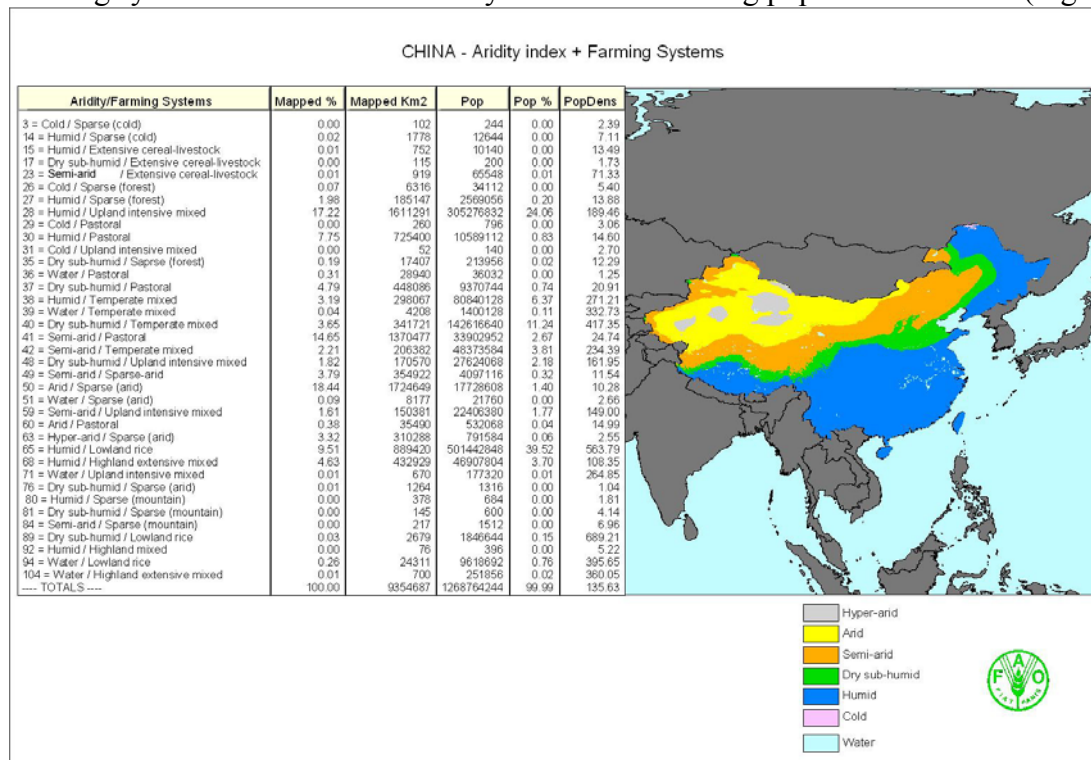 CHINA - Aridity index + Farming Systems
Aridity/Farming Systems Mapped % Mapped Km2 Pop Pop % PopDens
3 = Cold / Sparse (cold) 0.00 102 244 0.00 2.39
14 = Humid / Sparse (cold) 0.02 1778 12644 0.00 7.11
15 = Humid / Extensive cereal-livestock 0.01 752 10140 0.00 13.49
17 = Dry sub-humid / Extensive cereal-livestock 0.00 115 200 0.00 1.73
23 = Semi-arid / Extensive cereal-livestock 0.01 919 65548 0.01 71.33
26 = Cold / Sparse (forest) 0.07 6316 34112 0.00 5.40
27 = Humid / Sparse (forest) 1.98 185147 2569056 0.20 13.88
28 = Humid / Upland intensive mixed 17.22 1611291 305276832 24.06 189.46
29 = Cold / Pastoral 0.00 260 796 0.00 3.06
30 = Humid / Pastoral 7.75 725400 10589112 0.83 14.60
31 = Cold / Upland intensive mixed 0.00 52 140 0.00 2.70
35 = Dry sub-humid / Saprse (forest) 0.19 17407 213956 0.02 12.29
36 = Water / Pastoral 0.31 28940 36032 0.00 1.25
37 = Dry sub-humid / Pastoral 4.79 448086 9370744 0.74 20.91
38 = Humid / Temperate mixed 3.19 298067 80840128 6.37 271.21
39 = Water / Temperate mixed 0.04 4208 1400128 0.11 332.73
40 = Dry sub-humid / Temperate mixed 3.65 341721 142616640 11.24 417.35
41 = Semi-arid / Pastoral 14.65 1370477 33902952 2.67 24.74
42 = Semi-arid / Temperate mixed 2.21 206382 48373584 3.81 234.39
48 = Dry sub-humid / Upland intensive mixed 1.82 170570 27624068 2.18 161.95
49 = Semi-arid / Sparse-arid 3.79 354922 4097116 0.32 11.54
50 = Arid / Sparse (arid) 18.44 1724649 17728608 1.40 10.28
51 = Water / Sparse (arid) 0.09 8177 21760 0.00 2.66
59 = Semi-arid / Upland intensive mixed 1.61 150381 22406380 1.77 149.00
60 = Arid / Pastoral 0.38 35490 532068 0.04 14.99
63 = Hyper-arid / Sparse (arid) 3.32 310288 791584 0.06 2.55
65 = Humid / Lowland rice 9.51 889420 501442848 39.52 563.79
68 = Humid / Highland extensive mixed 4.63 432929 46907804 3.70 108.35
71 = Water / Upland intensive mixed 0.01 670 177320 0.01 264.85
76 = Dry sub-humid / Sparse (arid) 0.01 1264 1316 0.00 1.04
80 = Humid / Sparse (mountain) 0.00 378 684 0.00 1.81
81 = Dry sub-humid / Sparse (mountain) 0.00 145 600 0.00 4.14
84 = Semi-arid / Sparse (mountain) 0.00 217 1512 0.00 6.96
89 = Dry sub-humid / Lowland rice 0.03 2679 1846644 0.15 689.21
92 = Humid / Highland mixed 0.00 76 396 0.00 5.22
94 = Water / Lowland rice 0.26 24311 9618692 0.76 395.65
104 = Water / Highland extensive mixed 0.01 700 251856 0.02 360.05
---- TOTALS ---- 100.00 9354687 1268764244 99.99 135.63
Hyper-arid
Arid
Semi-arid
Dry sub-humid
Humid
Cold
Water
F A O
FIAT PANIS